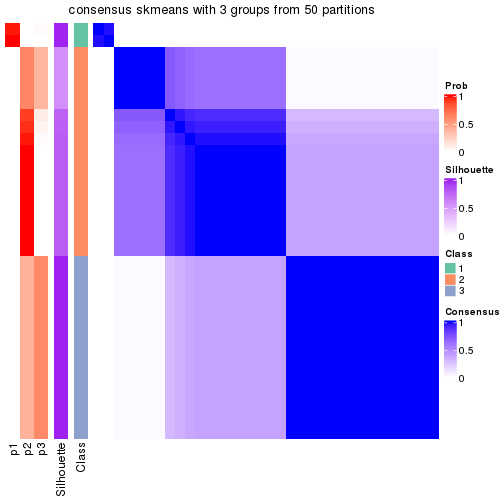 consensus skmeans with 3 groups from 50 partitions
Prob
1
0.5
0
Silhouette
1
0.5
0
Class
1
2
3
Consensus
1
0.5
0
p1
p2
p3
Silhouette
Class